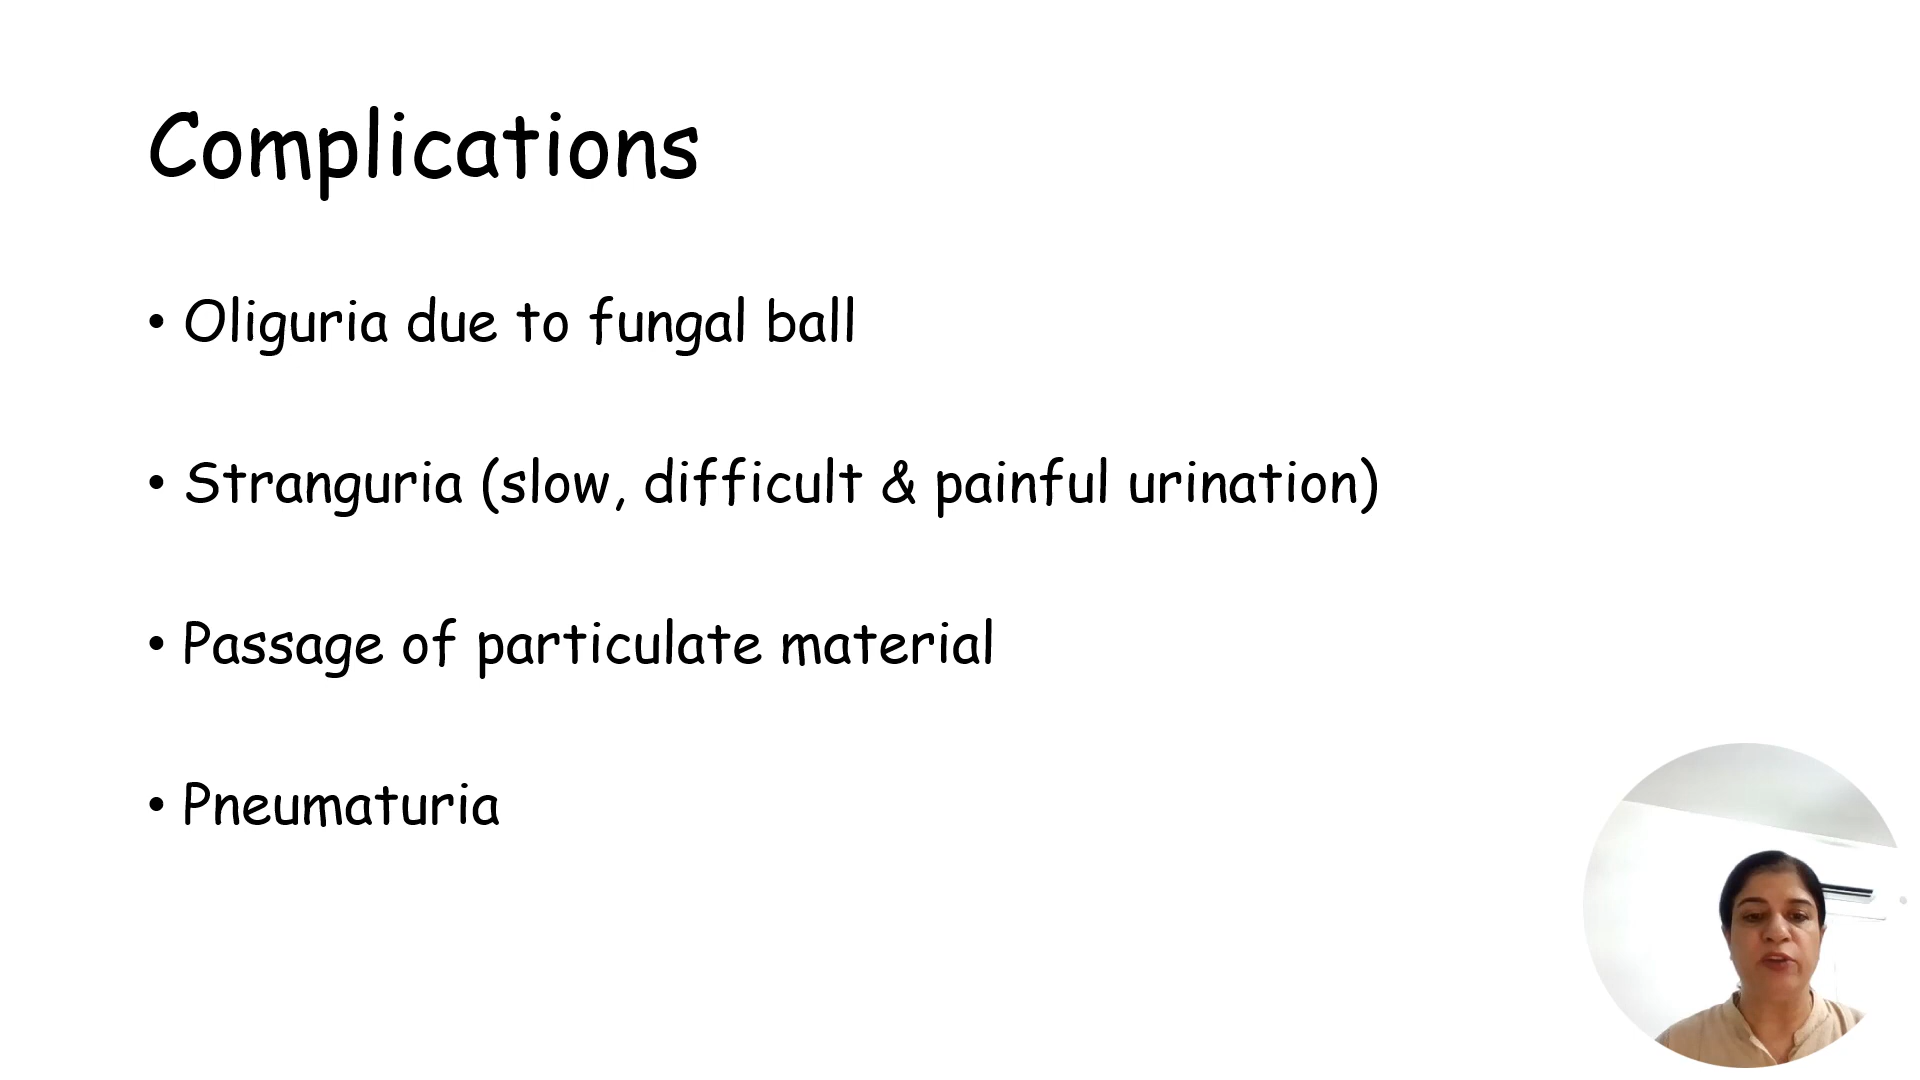 Complications
• Oliguria due to fungal ball
• Stranguria (slow, difficult & painful urination)
• Passage of particulate material
• Pneumaturia